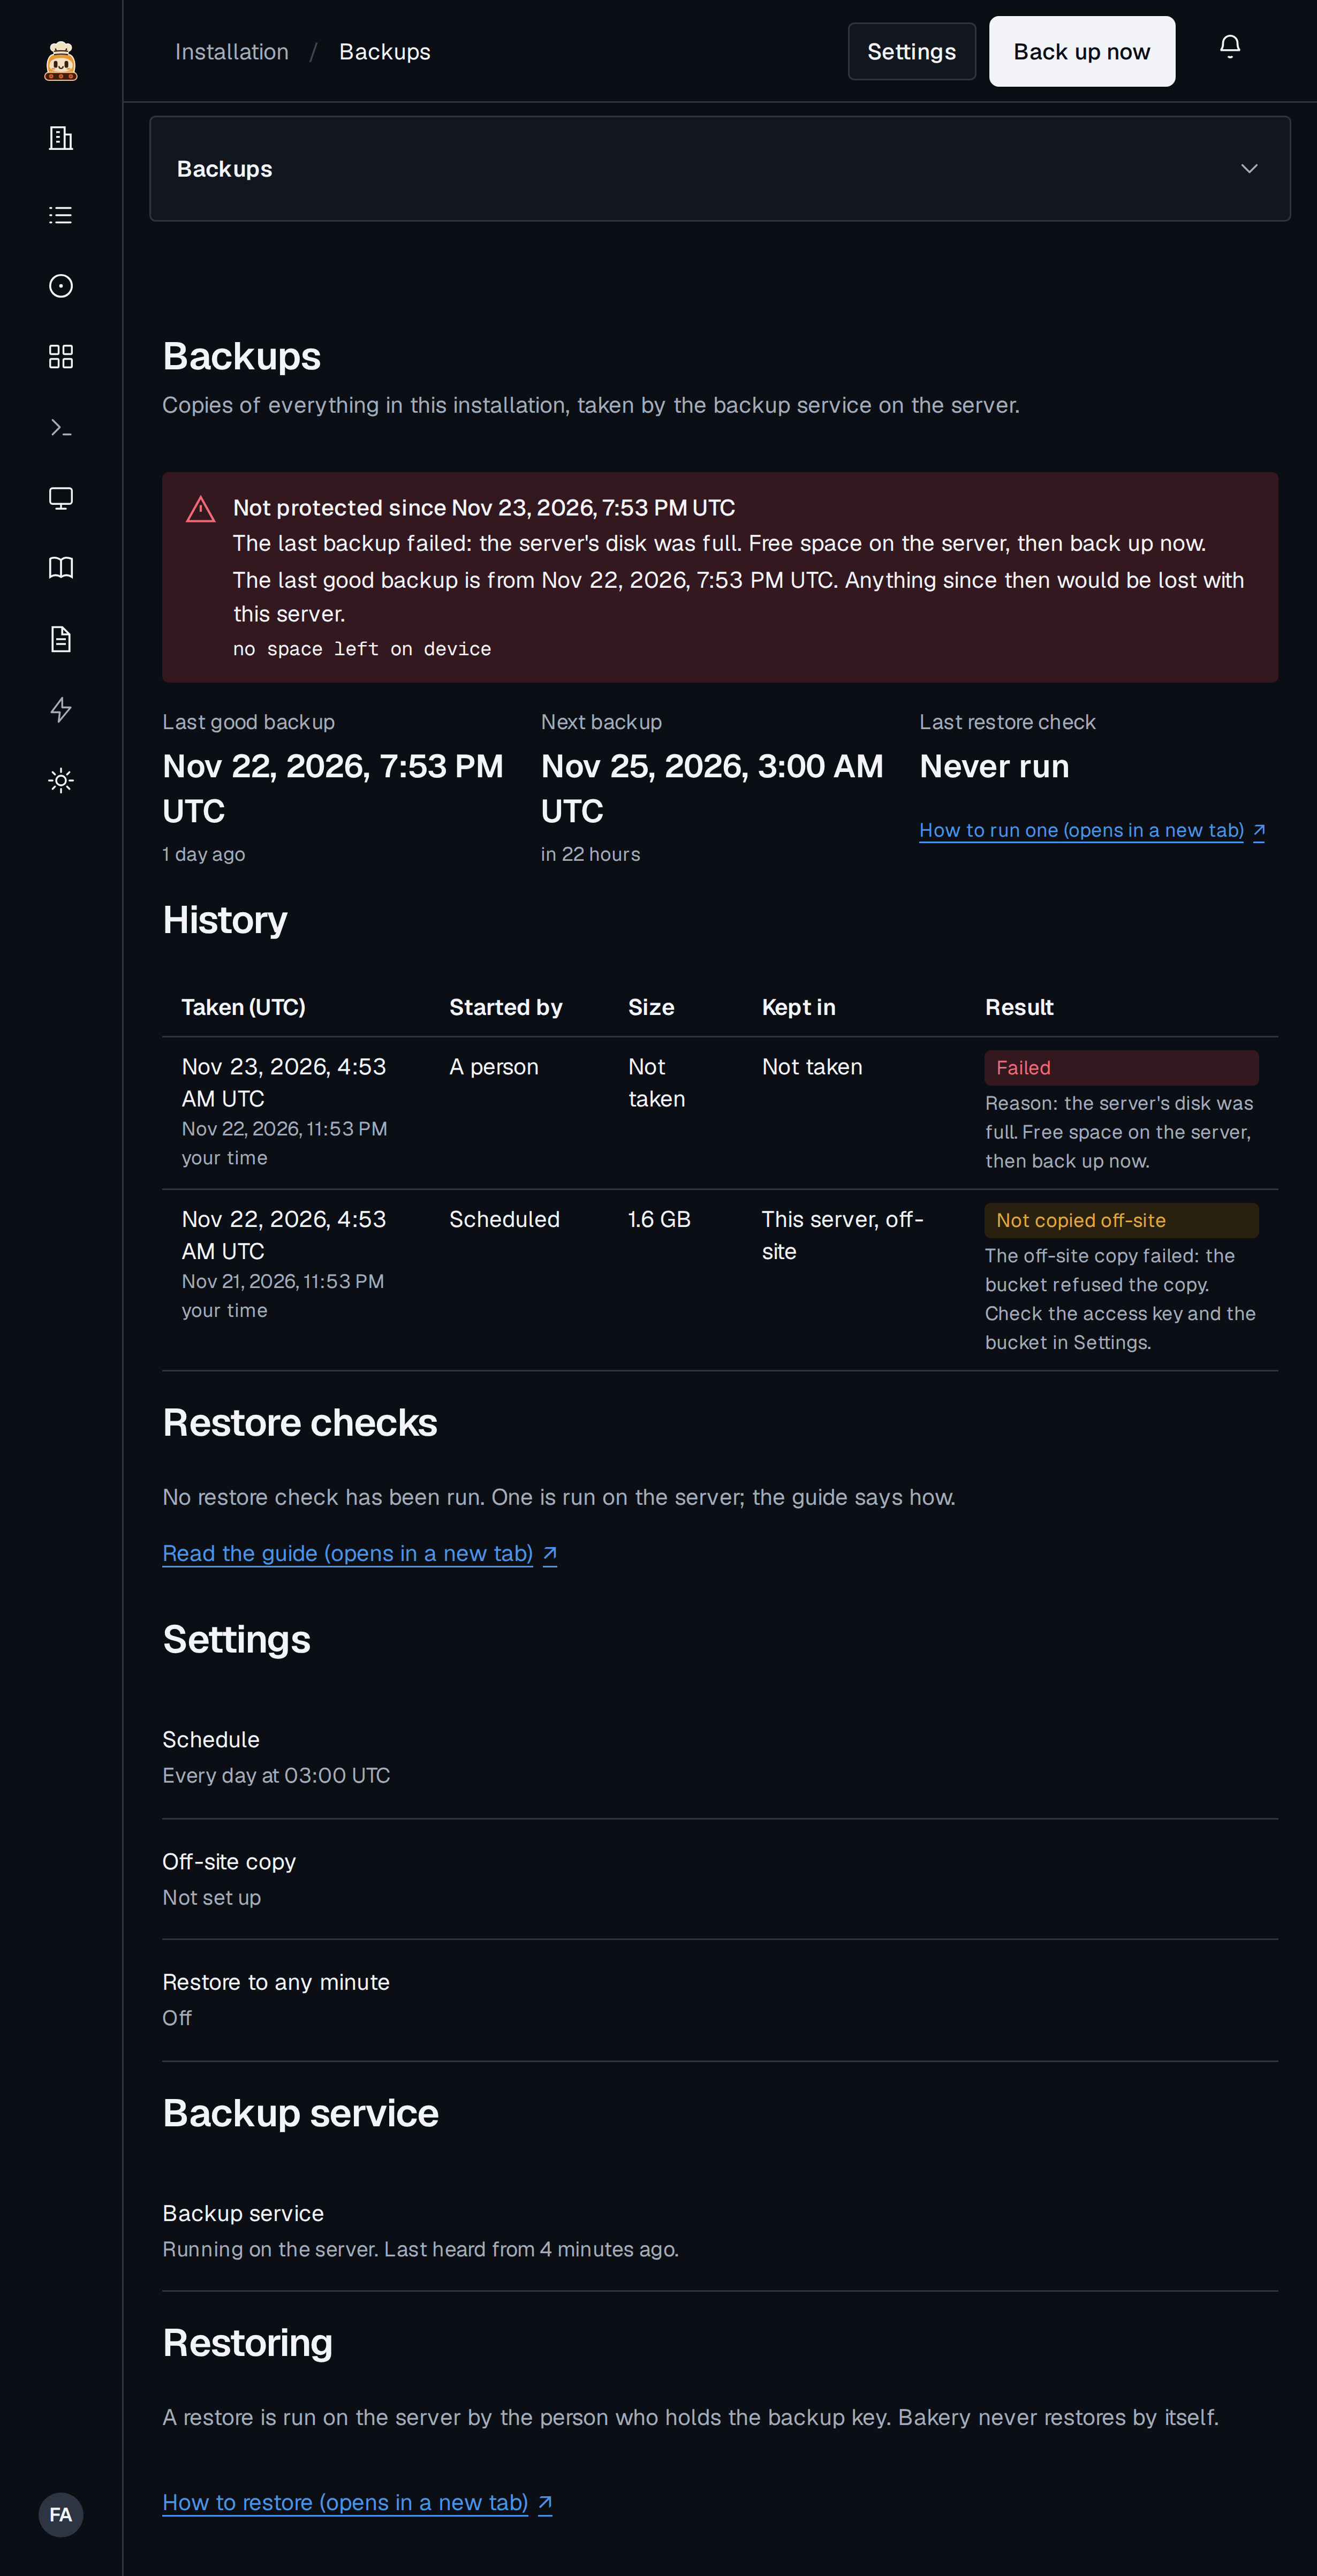 Installation / Backups
Settings
Back up now
Backups
Backups
Copies of everything in this installation, taken by the backup service on the server.
Not protected since Nov 23, 2026, 7:53 PM UTC
The last backup failed: the server's disk was full. Free space on the server, then back up now.
The last good backup is from Nov 22, 2026, 7:53 PM UTC. Anything since then would be lost with
this server.
no space left on device
Last good backup
Nov 22, 2026, 7:53 PM
UTC
1 day ago
Next backup
Nov 25, 2026, 3:00 AM
UTC
in 22 hours
Last restore check
Never run
How to run one (opens in a new tab)
History
Taken (UTC) Started by Size Kept in Result
Nov 23, 2026, 4:53
AM UTC
Nov 22, 2026, 11:53 PM
your time
A person
Not
taken
Not taken
Failed
Reason: the server's disk was
full. Free space on the server,
then back up now.
Nov 22, 2026, 4:53
AM UTC
Nov 21, 2026, 11:53 PM
your time
Scheduled
1.6 GB
This server, off-
site
Not copied off-site
The off-site copy failed: the
bucket refused the copy.
Check the access key and the
bucket in Settings.
Restore checks
No restore check has been run. One is run on the server; the guide says how.
Read the guide (opens in a new tab)
Settings
Schedule
Every day at 03:00 UTC
Off-site copy
Not set up
Restore to any minute
Off
Backup service
Backup service
Running on the server. Last heard from 4 minutes ago.
Restoring
A restore is run on the server by the person who holds the backup key. Bakery never restores by itself.
How to restore (opens in a new tab)
FA